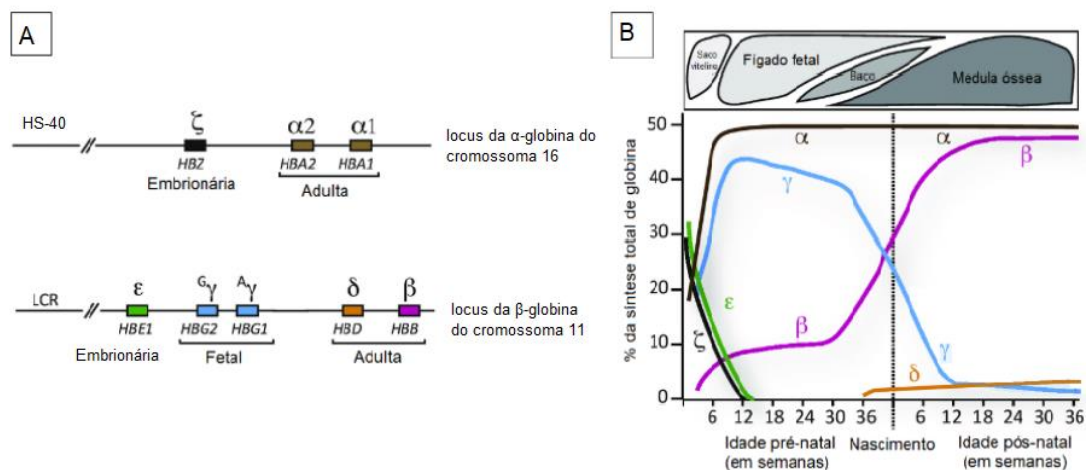 A
HS-40
ζ
α2
α1
HBZ
HBA2
HBA1
Embrionária
Adulta
locus da α-globina do
cromossoma 16
LCR
ε
Gγ
Aγ
δ
β
HBE1
HBG2
HBG1
HBD
HBB
Embrionária
Fetal
Adulta
locus da β-globina
do cromossoma 11
B
Saco
vitelino
Fígado fetal
Baço
Medula óssea
% da síntese total de globina
50
40
30
20
10
0
α
α
β
γ
ε
ζ
β
γ
δ
6 12 18 24 30 36 6 12 18 24 30 36
Idade pré-natal
(em semanas)
Nascimento
Idade pós-natal
(em semanas)